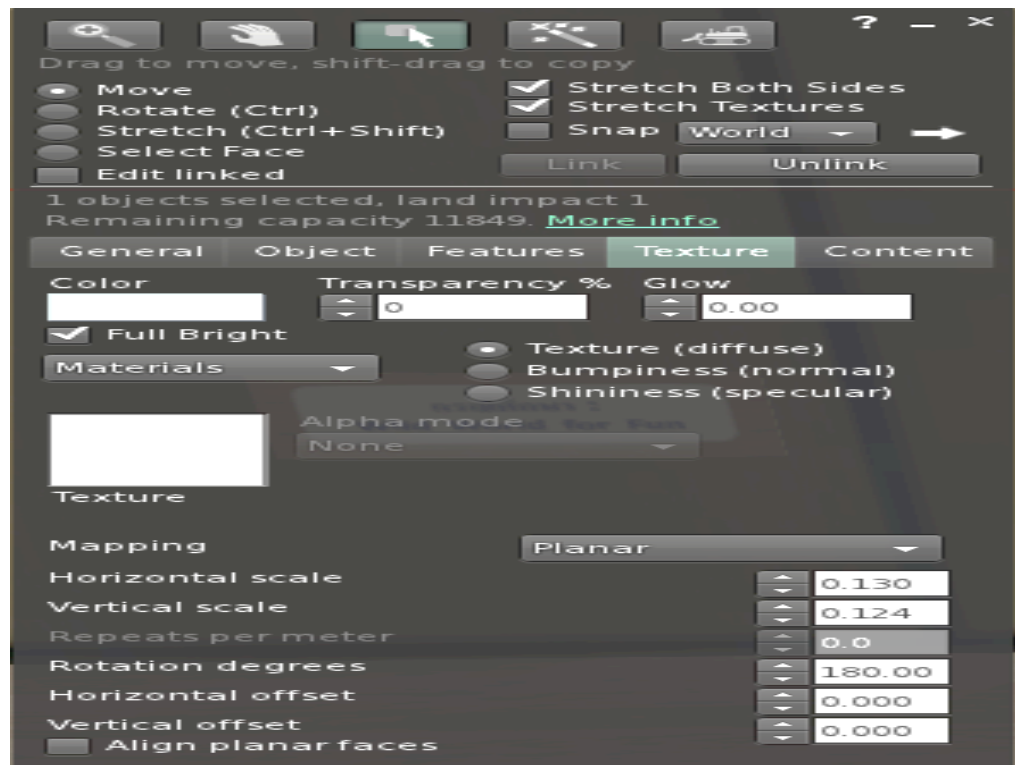 ?
Drag to move, shift-drag to copy
Move
Rotate (Ctrl)
Stretch (Ctrl+Shift)
Select Face
Edit linked
Stretch Both Sides
Stretch Textures
Snap World
Link Unlink
1 objects selected, land impact 1
Remaining capacity 11849. More info
General Object Features Texture Content
Color Transparency % Glow
0 0.00
Full Bright
Materials
Texture (diffuse)
Bumpiness (normal)
Shininess (specular)
Alpha mode
for Fun
None
Texture
Mapping Planar
Horizontal scale 0.130
Vertical scale 0.124
Repeats per meter 0.0
Rotation degrees 180.00
Horizontal offset 0.000
Vertical offset 0.000
Align planar faces